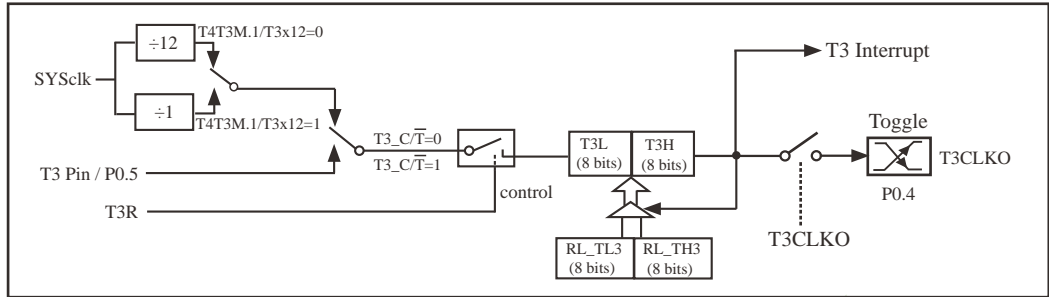 ÷12
T4T3M.1/T3x12=0
SYSclk
÷1
T4T3M.1/T3x12=1
T3 Interrupt
Toggle
T3_C/T̅=0
T3_C/T̅=1
T3L
(8 bits)
T3H
(8 bits)
T3CLKO
T3 Pin / P0.5
control
P0.4
T3R
T3CLKO
RL_TL3
(8 bits)
RL_TH3
(8 bits)